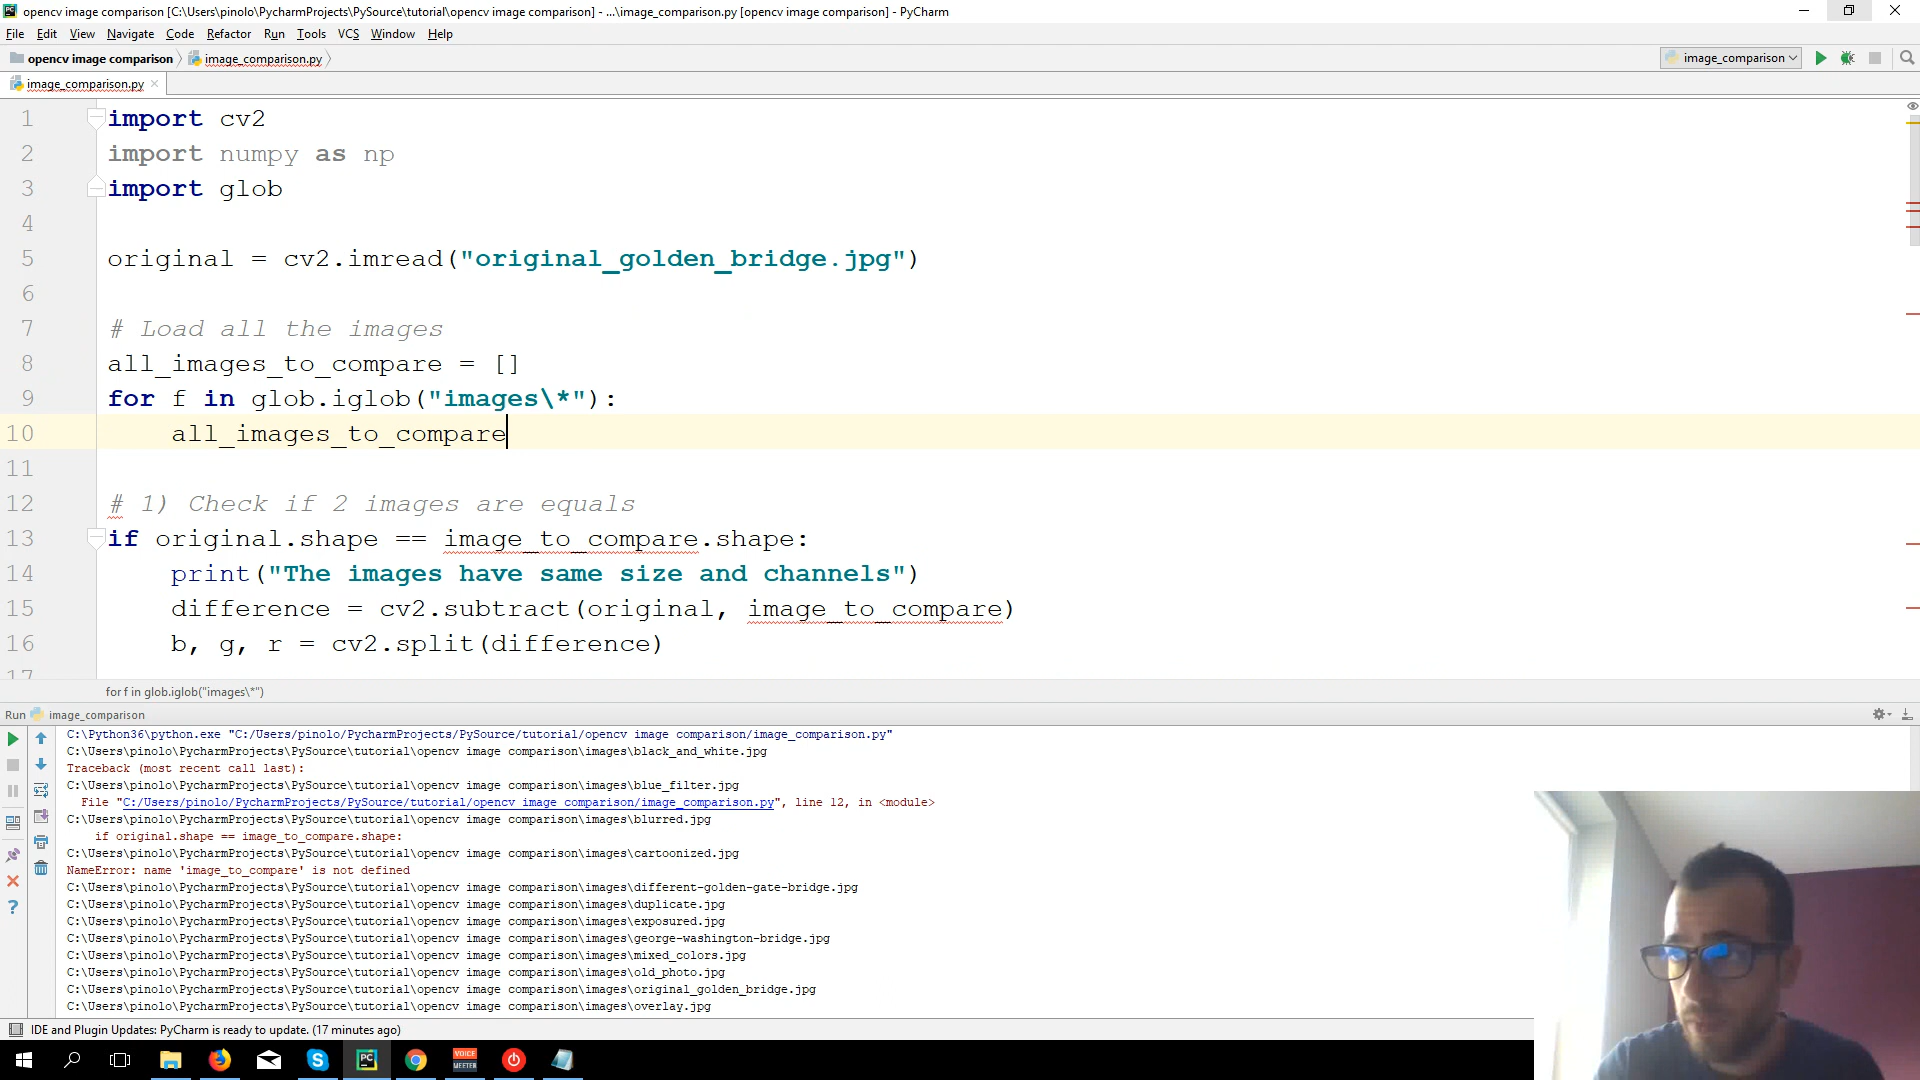 opencv image comparison [C:\Users\pinolo\PycharmProjects\PySource\tutorial\opencv image comparison] - ...\image_comparison.py [opencv image comparison] - PyCharm
File Edit View Navigate Code Refactor Run Tools VCS Window Help
opencv image comparison image_comparison.py image_comparison
image_comparison.py
1 import cv2
2 import numpy as np
3 import glob
4
5 original = cv2.imread("original_golden_bridge.jpg")
6
7 # Load all the images
8 all_images_to_compare = []
9 for f in glob.iglob("images\*"):
10 all_images_to_compare
11
12 # 1) Check if 2 images are equals
13 if original.shape == image_to_compare.shape:
14 print("The images have same size and channels")
15 difference = cv2.subtract(original, image_to_compare)
16 b, g, r = cv2.split(difference)
17
for f in glob.iglob("images\*")
Run image_comparison
C:\Python36\python.exe "C:/Users/pinolo/PycharmProjects/PySource/tutorial/opencv image comparison/image_comparison.py"
C:\Users\pinolo\PycharmProjects\PySource\tutorial\opencv image comparison\images\black_and_white.jpg
Traceback (most recent call last):
C:\Users\pinolo\PycharmProjects\PySource\tutorial\opencv image comparison\images\blue_filter.jpg
File "C:/Users/pinolo/PycharmProjects/PySource/tutorial/opencv image comparison/image_comparison.py", line 12, in <module>
C:\Users\pinolo\PycharmProjects\PySource\tutorial\opencv image comparison\images\blurred.jpg
if original.shape == image_to_compare.shape:
C:\Users\pinolo\PycharmProjects\PySource\tutorial\opencv image comparison\images\cartoonized.jpg
NameError: name 'image_to_compare' is not defined
C:\Users\pinolo\PycharmProjects\PySource\tutorial\opencv image comparison\images\different-golden-gate-bridge.jpg
C:\Users\pinolo\PycharmProjects\PySource\tutorial\opencv image comparison\images\duplicate.jpg
C:\Users\pinolo\PycharmProjects\PySource\tutorial\opencv image comparison\images\exposured.jpg
C:\Users\pinolo\PycharmProjects\PySource\tutorial\opencv image comparison\images\george-washington-bridge.jpg
C:\Users\pinolo\PycharmProjects\PySource\tutorial\opencv image comparison\images\mixed_colors.jpg
C:\Users\pinolo\PycharmProjects\PySource\tutorial\opencv image comparison\images\old_photo.jpg
C:\Users\pinolo\PycharmProjects\PySource\tutorial\opencv image comparison\images\original_golden_bridge.jpg
C:\Users\pinolo\PycharmProjects\PySource\tutorial\opencv image comparison\images\overlay.jpg
IDE and Plugin Updates: PyCharm is ready to update. (17 minutes ago)
PC
VOICE
MEETER